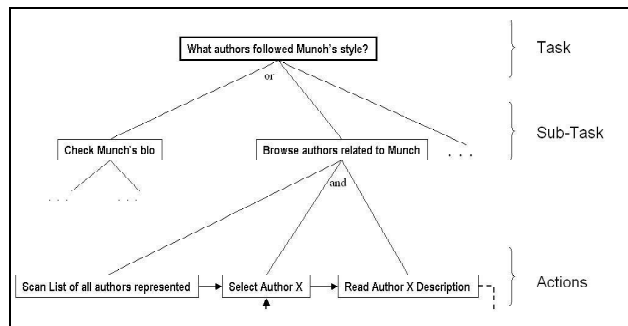 What authors followed Munch's style?
Task
or
Check Munch's blo
Browse authors related to Munch
. . .
Sub-Task
and
. . .
. . .
Scan List of all authors represented
Select Author X
Read Author X Description
Actions